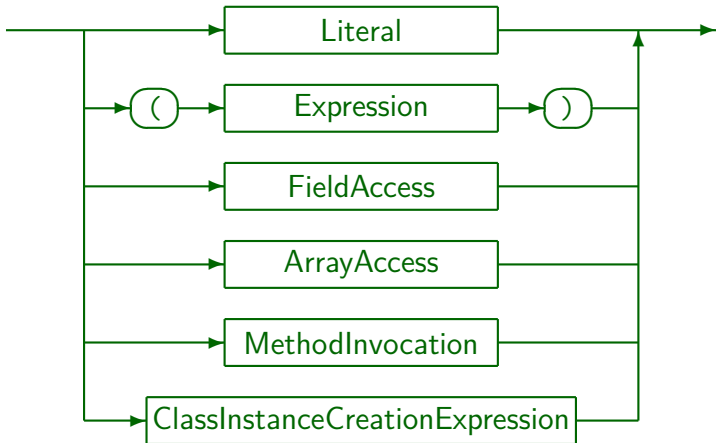 Literal
( Expression )
FieldAccess
ArrayAccess
MethodInvocation
ClassInstanceCreationExpression